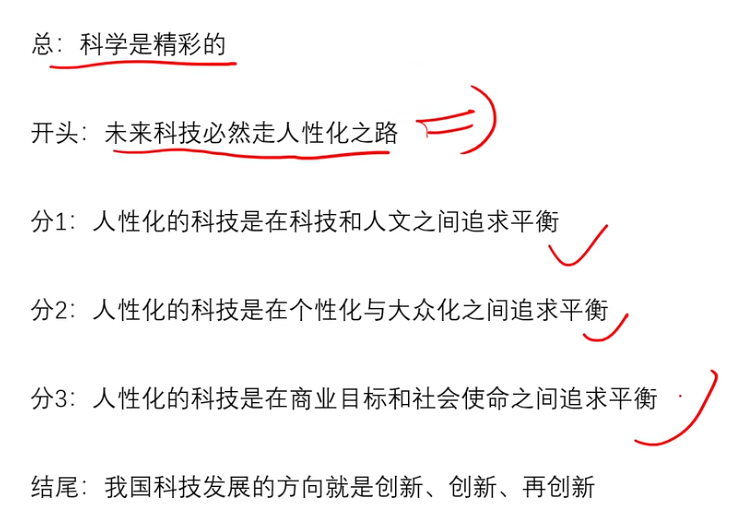 总：科学是精彩的
开头：未来科技必然走人性化之路
分1：人性化的科技是在科技和人文之间追求平衡
分2：人性化的科技是在个性化与大众化之间追求平衡
分3：人性化的科技是在商业目标和社会使命之间追求平衡
结尾：我国科技发展的方向就是创新、创新、再创新